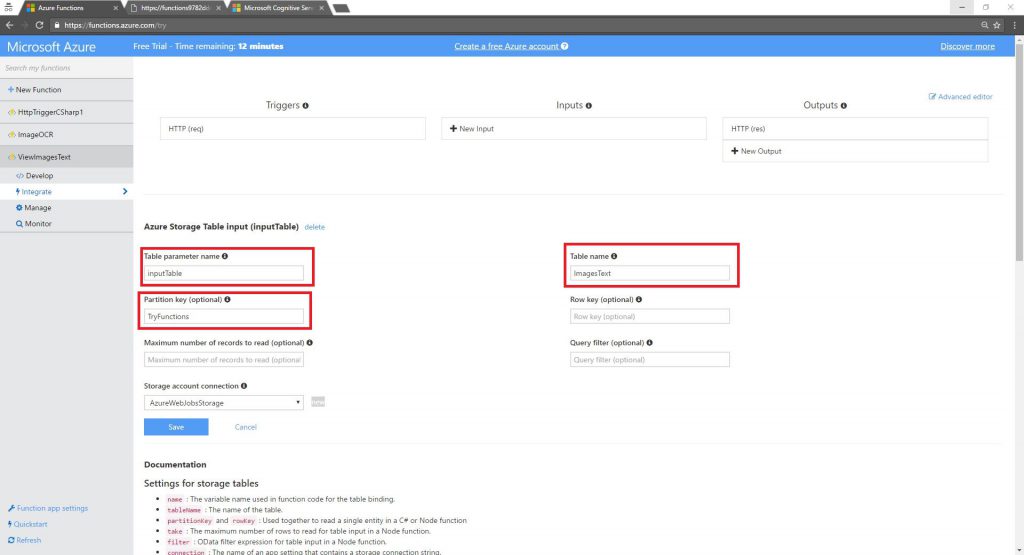 Azure Functions
https://functions9782dd
Microsoft Cognitive Serv
https://functions.azure.com/try
Microsoft Azure
Free Trial - Time remaining: 12 minutes
Create a free Azure account
Discover more
Search my functions
New Function
HttpTriggerCSharp1
ImageOCR
ViewImagesText
Develop
Integrate
Manage
Monitor
Advanced editor
Triggers
Inputs
Outputs
HTTP (req)
New Input
HTTP (res)
New Output
Azure Storage Table input (inputTable) delete
Table parameter name
inputTable
Table name
ImagesText
Partition key (optional)
TryFunctions
Row key (optional)
Row key (optional)
Maximum number of records to read (optional)
Maximum number of records to read (optional)
Query filter (optional)
Query filter (optional)
Storage account connection
AzureWebJobsStorage
new
Save
Cancel
Documentation
Settings for storage tables
name : The variable name used in function code for the table binding.
tableName : The name of the table.
partitionKey and rowKey : Used together to read a single entity in a C# or Node function
take : The maximum number of rows to read for table input in a Node function.
filter : OData filter expression for table input in a Node function.
connection : The name of an app setting that contains a storage connection string.
Function app settings
Quickstart
Refresh